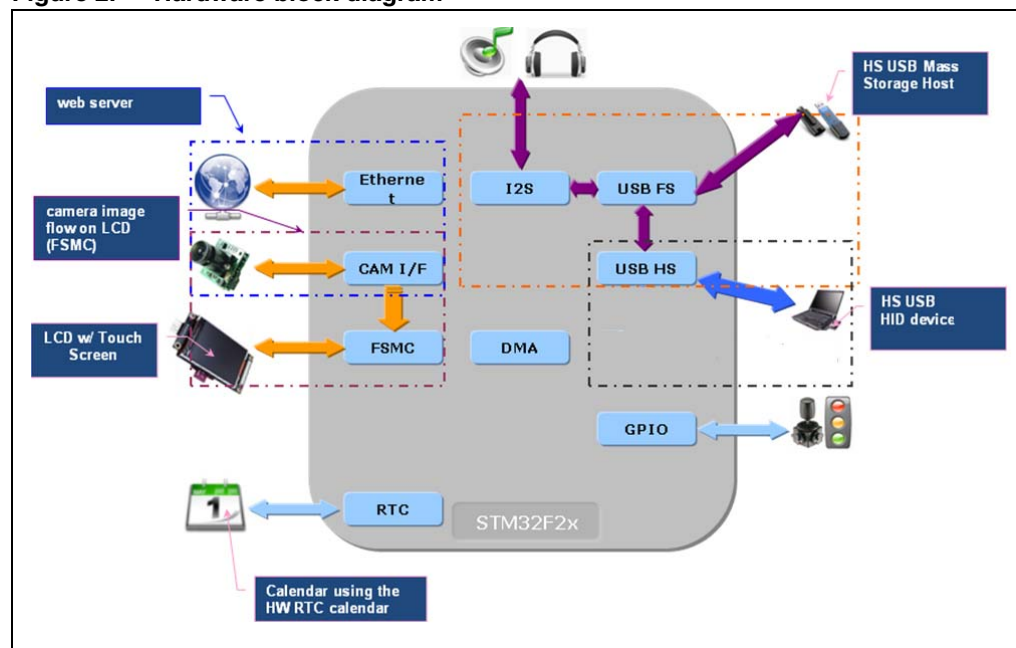 Figure 2. Hardware block diagram
HS USB Mass
Storage Host
web server
Etherne
t
I2S
USB FS
camera image
flow on LCD
(FSMC)
CAM I/F
USB HS
LCD w/ Touch
Screen
FSMC
DMA
HS USB
HID device
GPIO
1
RTC
STM32F2x
Calendar using the
HW RTC calendar